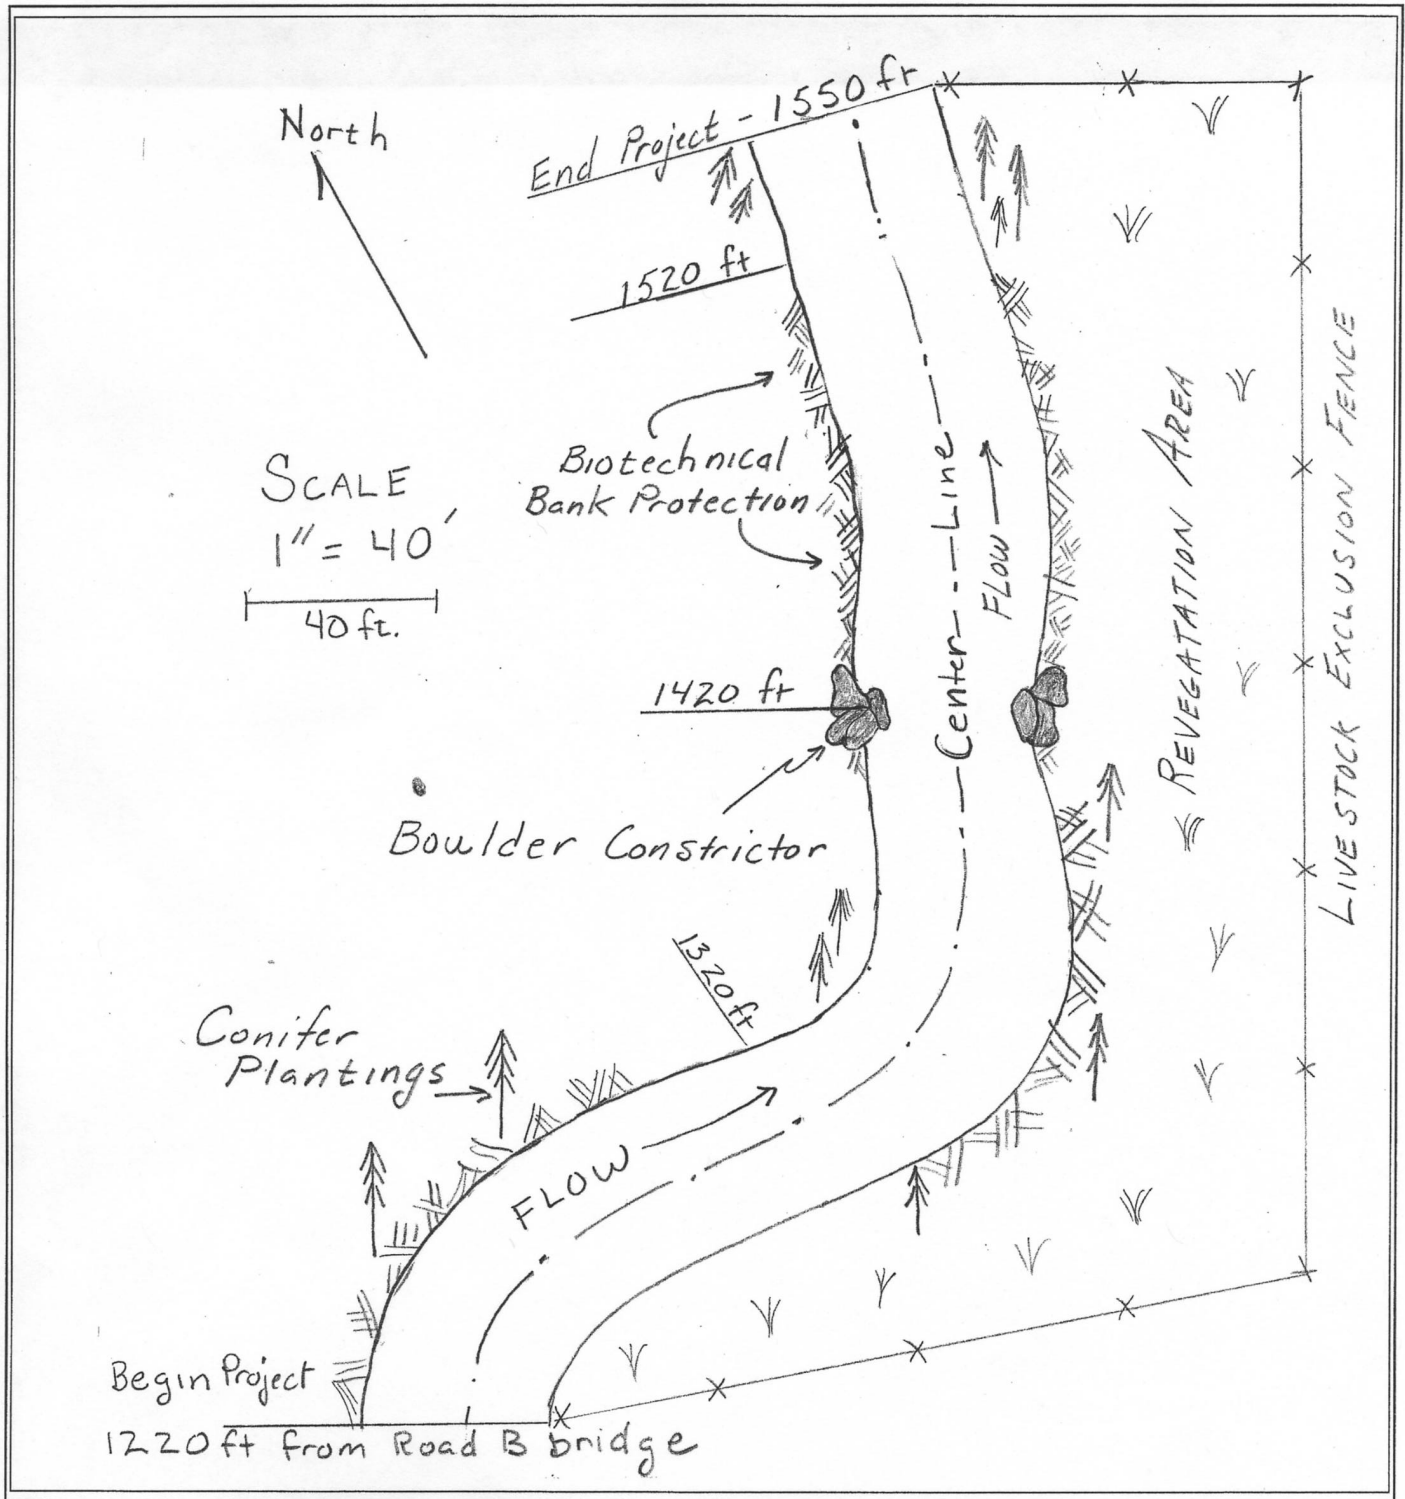 End Project - 1550 ft
North
1520 ft
Biotechnical
Bank Protection
SCALE
1" = 40'
40 ft.
Center Line
FLOW
REVEGATATION AREA
LIVESTOCK EXCLUSION FENCE
1420 ft
Boulder Constrictor
1320 ft
Conifer
Plantings
FLOW
Begin Project
1220 ft from Road B bridge